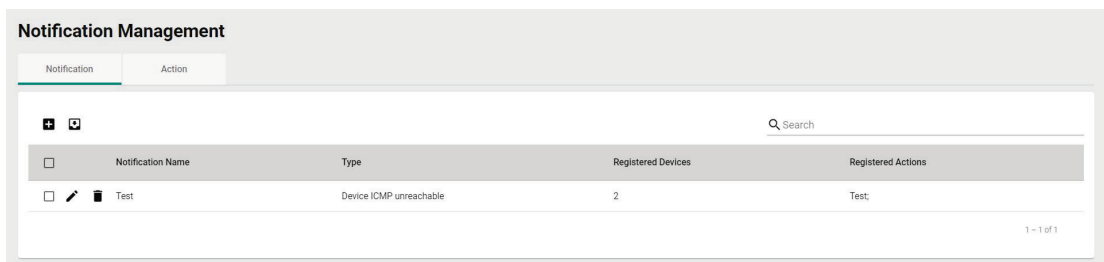 Notification Management
Notification Action
Search
Notification Name Type Registered Devices Registered Actions
Test Device ICMP unreachable 2 Test;
1 – 1 of 1